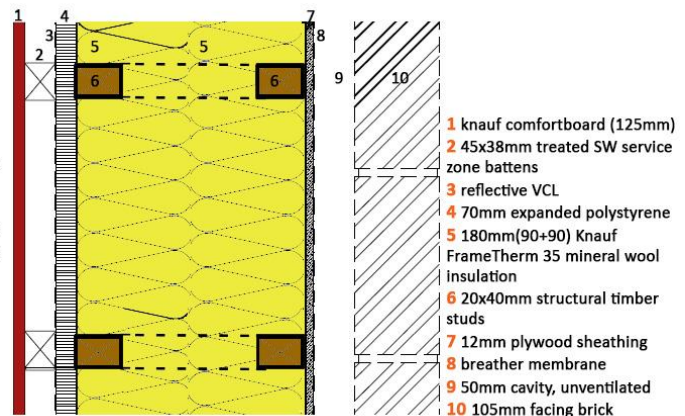 1
2
3
4
5
5
6
6
7
8
9
10
1 knauf comfortboard (125mm)
2 45x38mm treated SW service
zone battens
3 reflective VCL
4 70mm expanded polystyrene
5 180mm(90+90) Knauf
FrameTherm 35 mineral wool
insulation
6 20x40mm structural timber
studs
7 12mm plywood sheathing
8 breather membrane
9 50mm cavity, unventilated
10 105mm facing brick